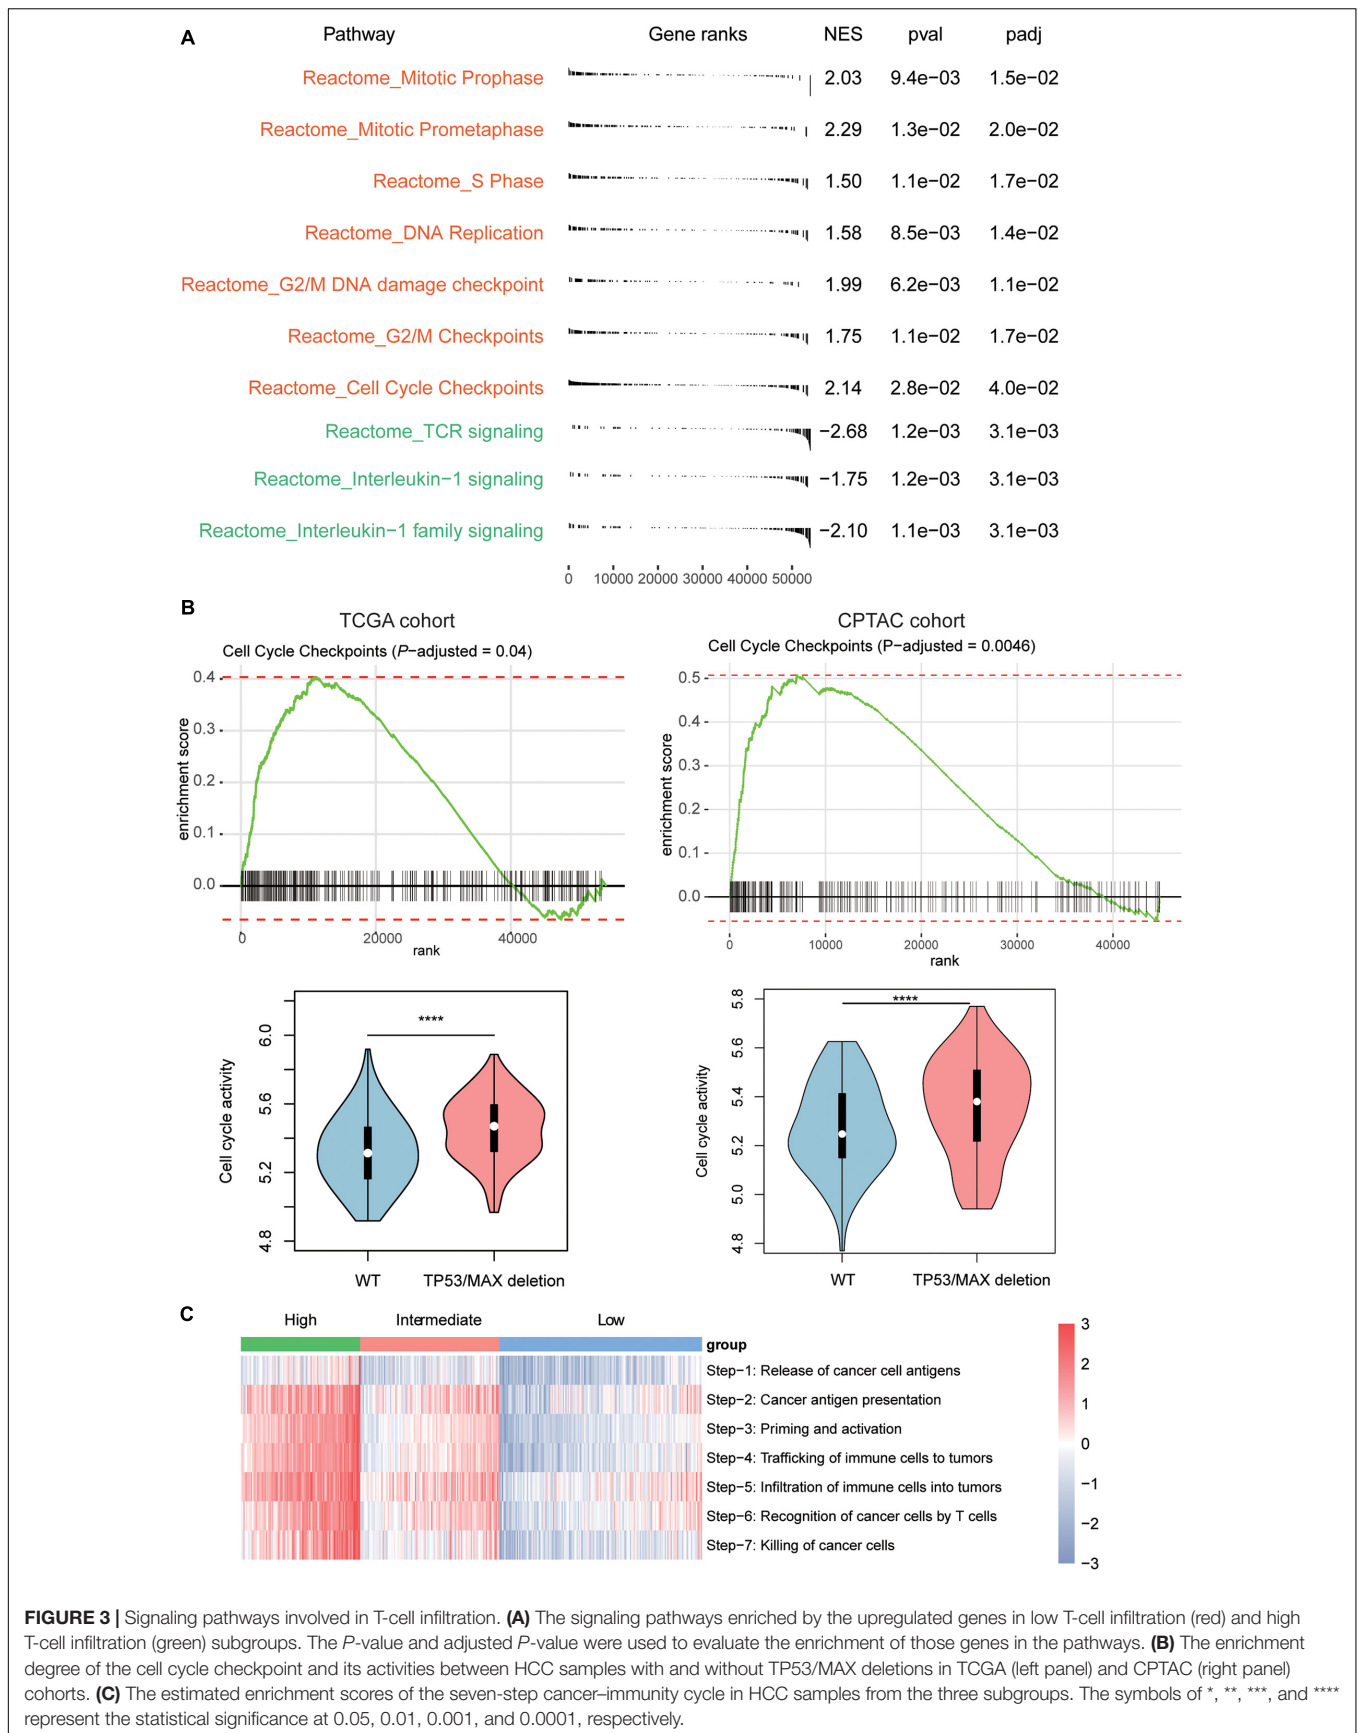 A
Pathway Gene ranks NES pval padj
Reactome_Mitotic Prophase 2.03 9.4e−03 1.5e−02
Reactome_Mitotic Prometaphase 2.29 1.3e−02 2.0e−02
Reactome_S Phase 1.50 1.1e−02 1.7e−02
Reactome_DNA Replication 1.58 8.5e−03 1.4e−02
Reactome_G2/M DNA damage checkpoint 1.99 6.2e−03 1.1e−02
Reactome_G2/M Checkpoints 1.75 1.1e−02 1.7e−02
Reactome_Cell Cycle Checkpoints 2.14 2.8e−02 4.0e−02
Reactome_TCR signaling −2.68 1.2e−03 3.1e−03
Reactome_Interleukin−1 signaling −1.75 1.2e−03 3.1e−03
Reactome_Interleukin−1 family signaling −2.10 1.1e−03 3.1e−03
0 10000 20000 30000 40000 50000
B
TCGA cohort
Cell Cycle Checkpoints (P−adjusted = 0.04)
0.4
0.3
0.2
0.1
0.0
enrichment score
0 20000 40000
rank
CPTAC cohort
Cell Cycle Checkpoints (P−adjusted = 0.0046)
0.5
0.4
0.3
0.2
0.1
0.0
enrichment score
0 10000 20000 30000 40000
rank
****
6.0
5.6
5.2
4.8
Cell cycle activity
WT TP53/MAX deletion
****
5.8
5.6
5.4
5.2
5.0
4.8
Cell cycle activity
WT TP53/MAX deletion
C
High Intermediate Low
group
Step−1: Release of cancer cell antigens
Step−2: Cancer antigen presentation
Step−3: Priming and activation
Step−4: Trafficking of immune cells to tumors
Step−5: Infiltration of immune cells into tumors
Step−6: Recognition of cancer cells by T cells
Step−7: Killing of cancer cells
3
2
1
0
−1
−2
−3
FIGURE 3 | Signaling pathways involved in T-cell infiltration. (A) The signaling pathways enriched by the upregulated genes in low T-cell infiltration (red) and high
T-cell infiltration (green) subgroups. The P-value and adjusted P-value were used to evaluate the enrichment of those genes in the pathways. (B) The enrichment
degree of the cell cycle checkpoint and its activities between HCC samples with and without TP53/MAX deletions in TCGA (left panel) and CPTAC (right panel)
cohorts. (C) The estimated enrichment scores of the seven-step cancer–immunity cycle in HCC samples from the three subgroups. The symbols of *, **, ***, and ****
represent the statistical significance at 0.05, 0.01, 0.001, and 0.0001, respectively.